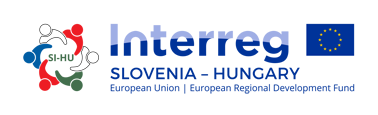 SI-HU
Interreg
SLOVENIA – HUNGARY
European Union | European Regional Development Fund